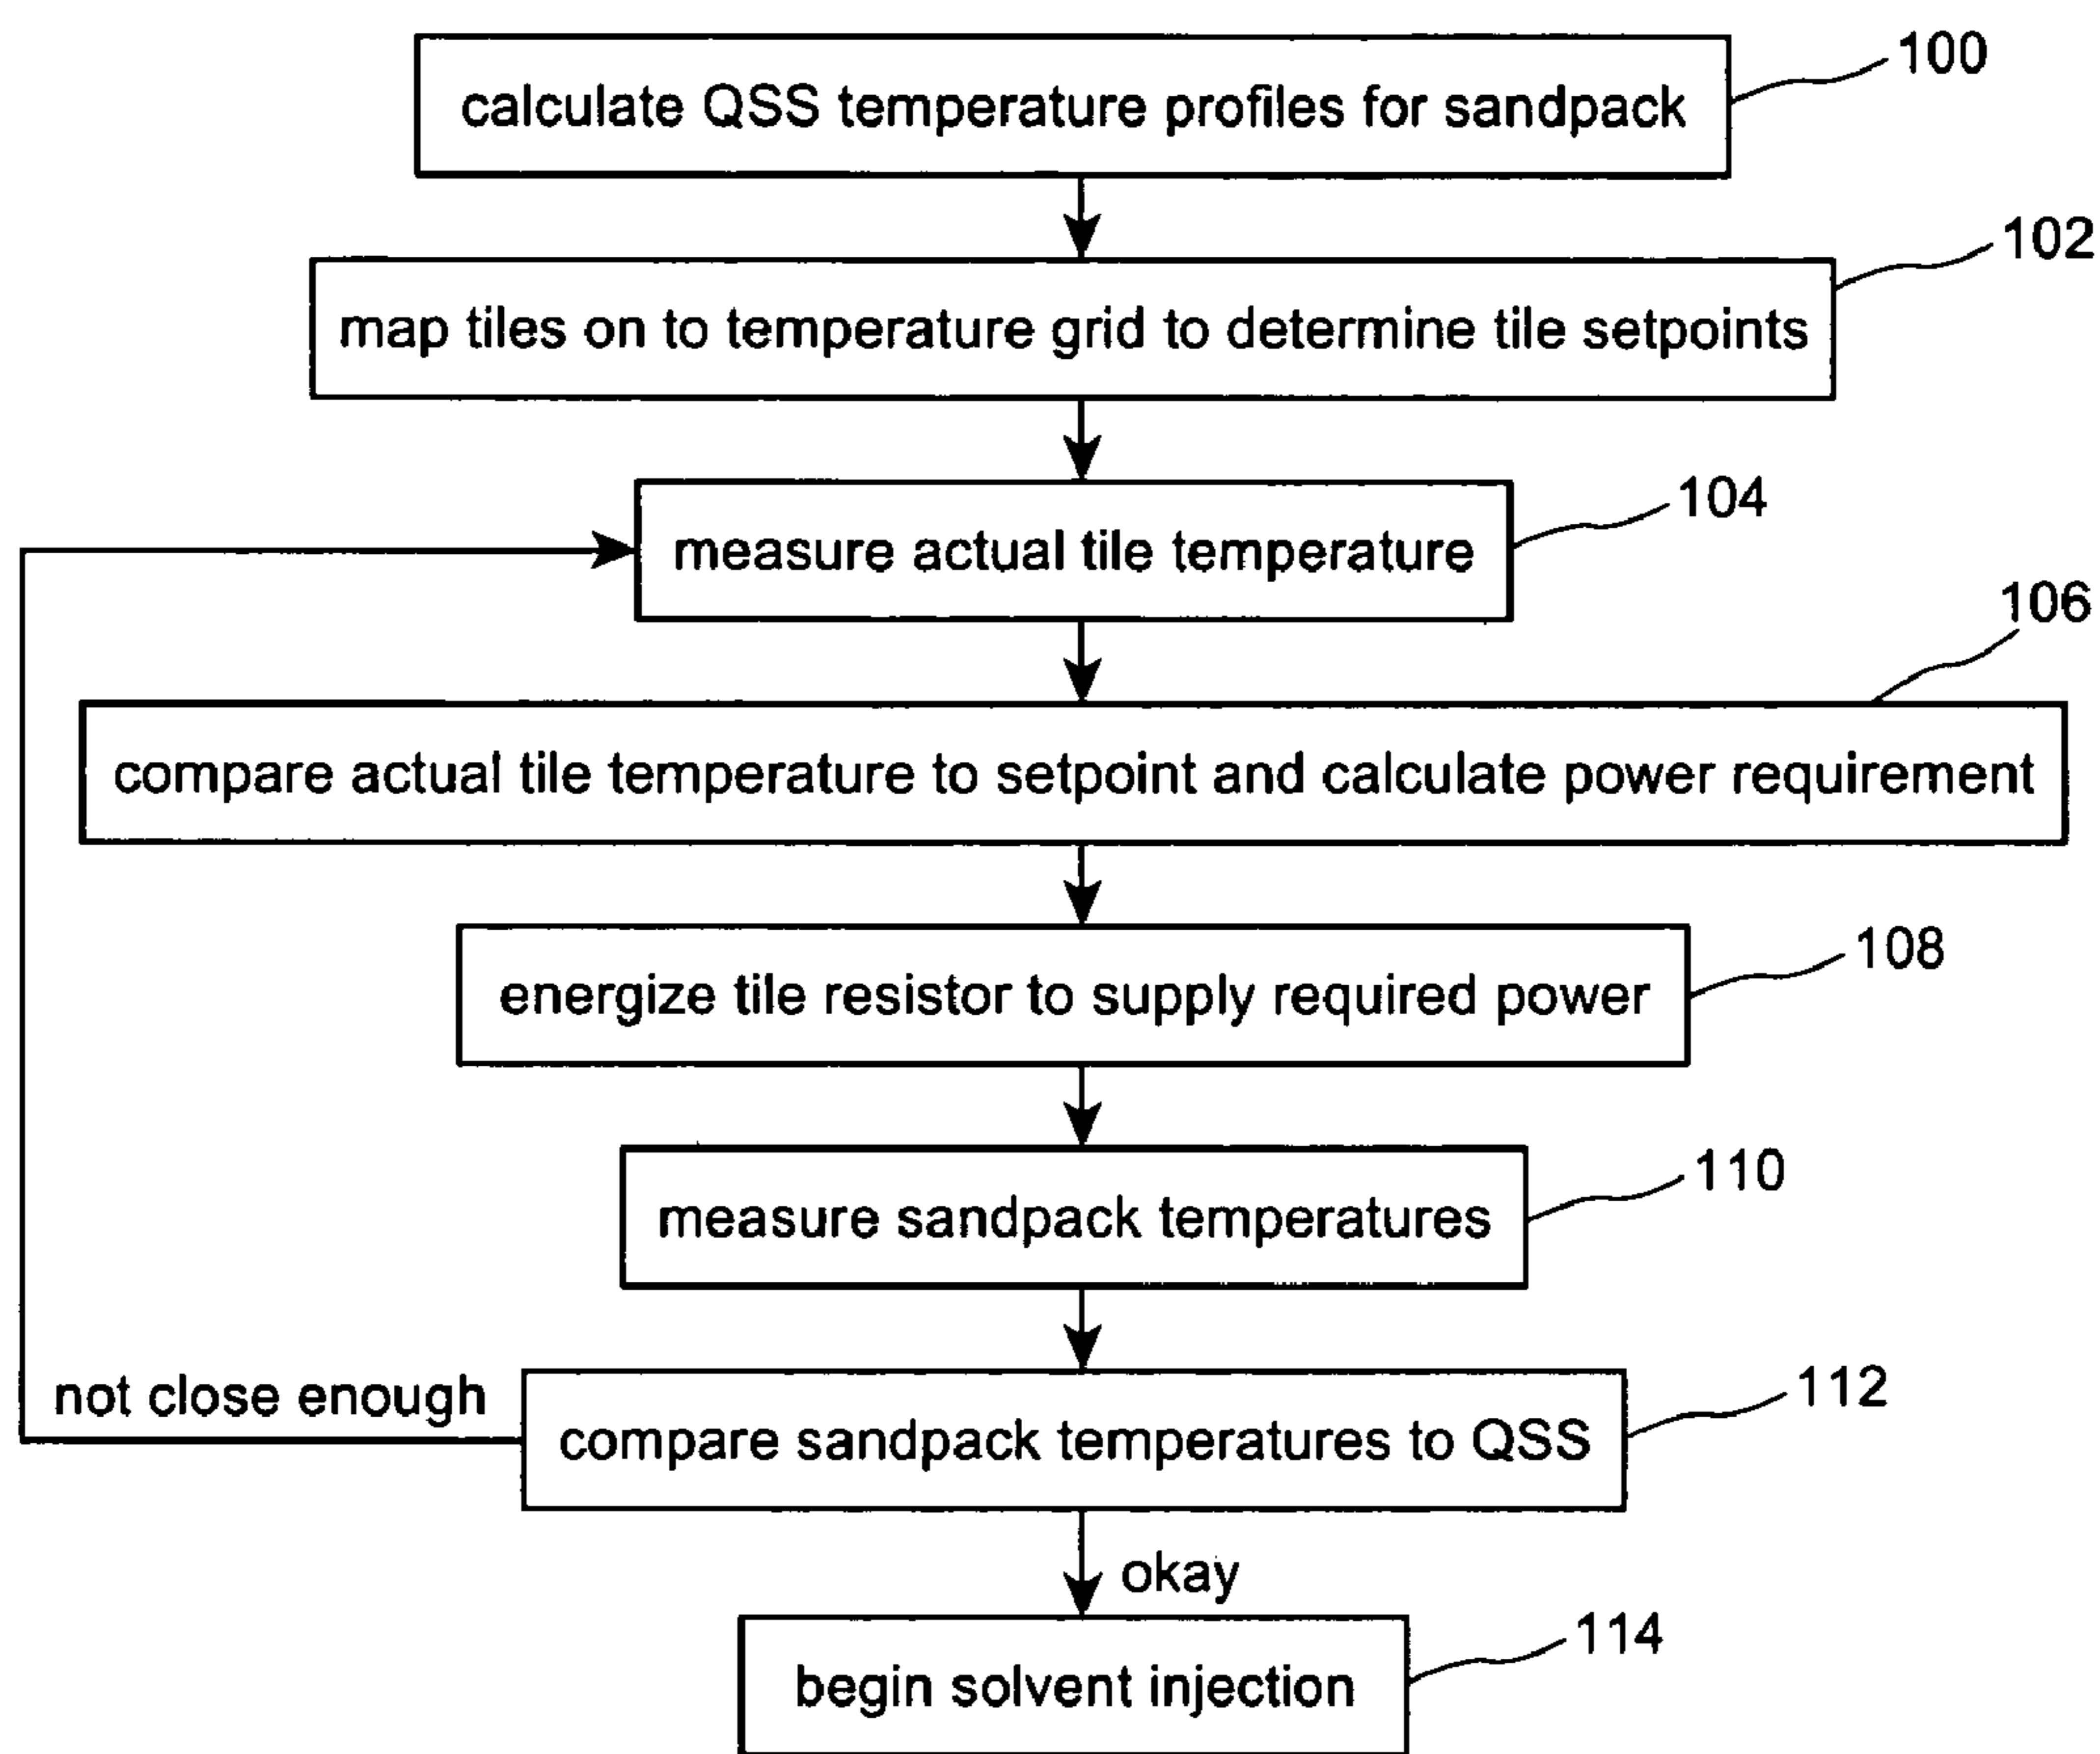 calculate QSS temperature profiles for sandpack
100
map tiles on to temperature grid to determine tile setpoints
102
measure actual tile temperature
104
compare actual tile temperature to setpoint and calculate power requirement
106
energize tile resistor to supply required power
108
measure sandpack temperatures
110
not close enough
compare sandpack temperatures to QSS
112
okay
begin solvent injection
114